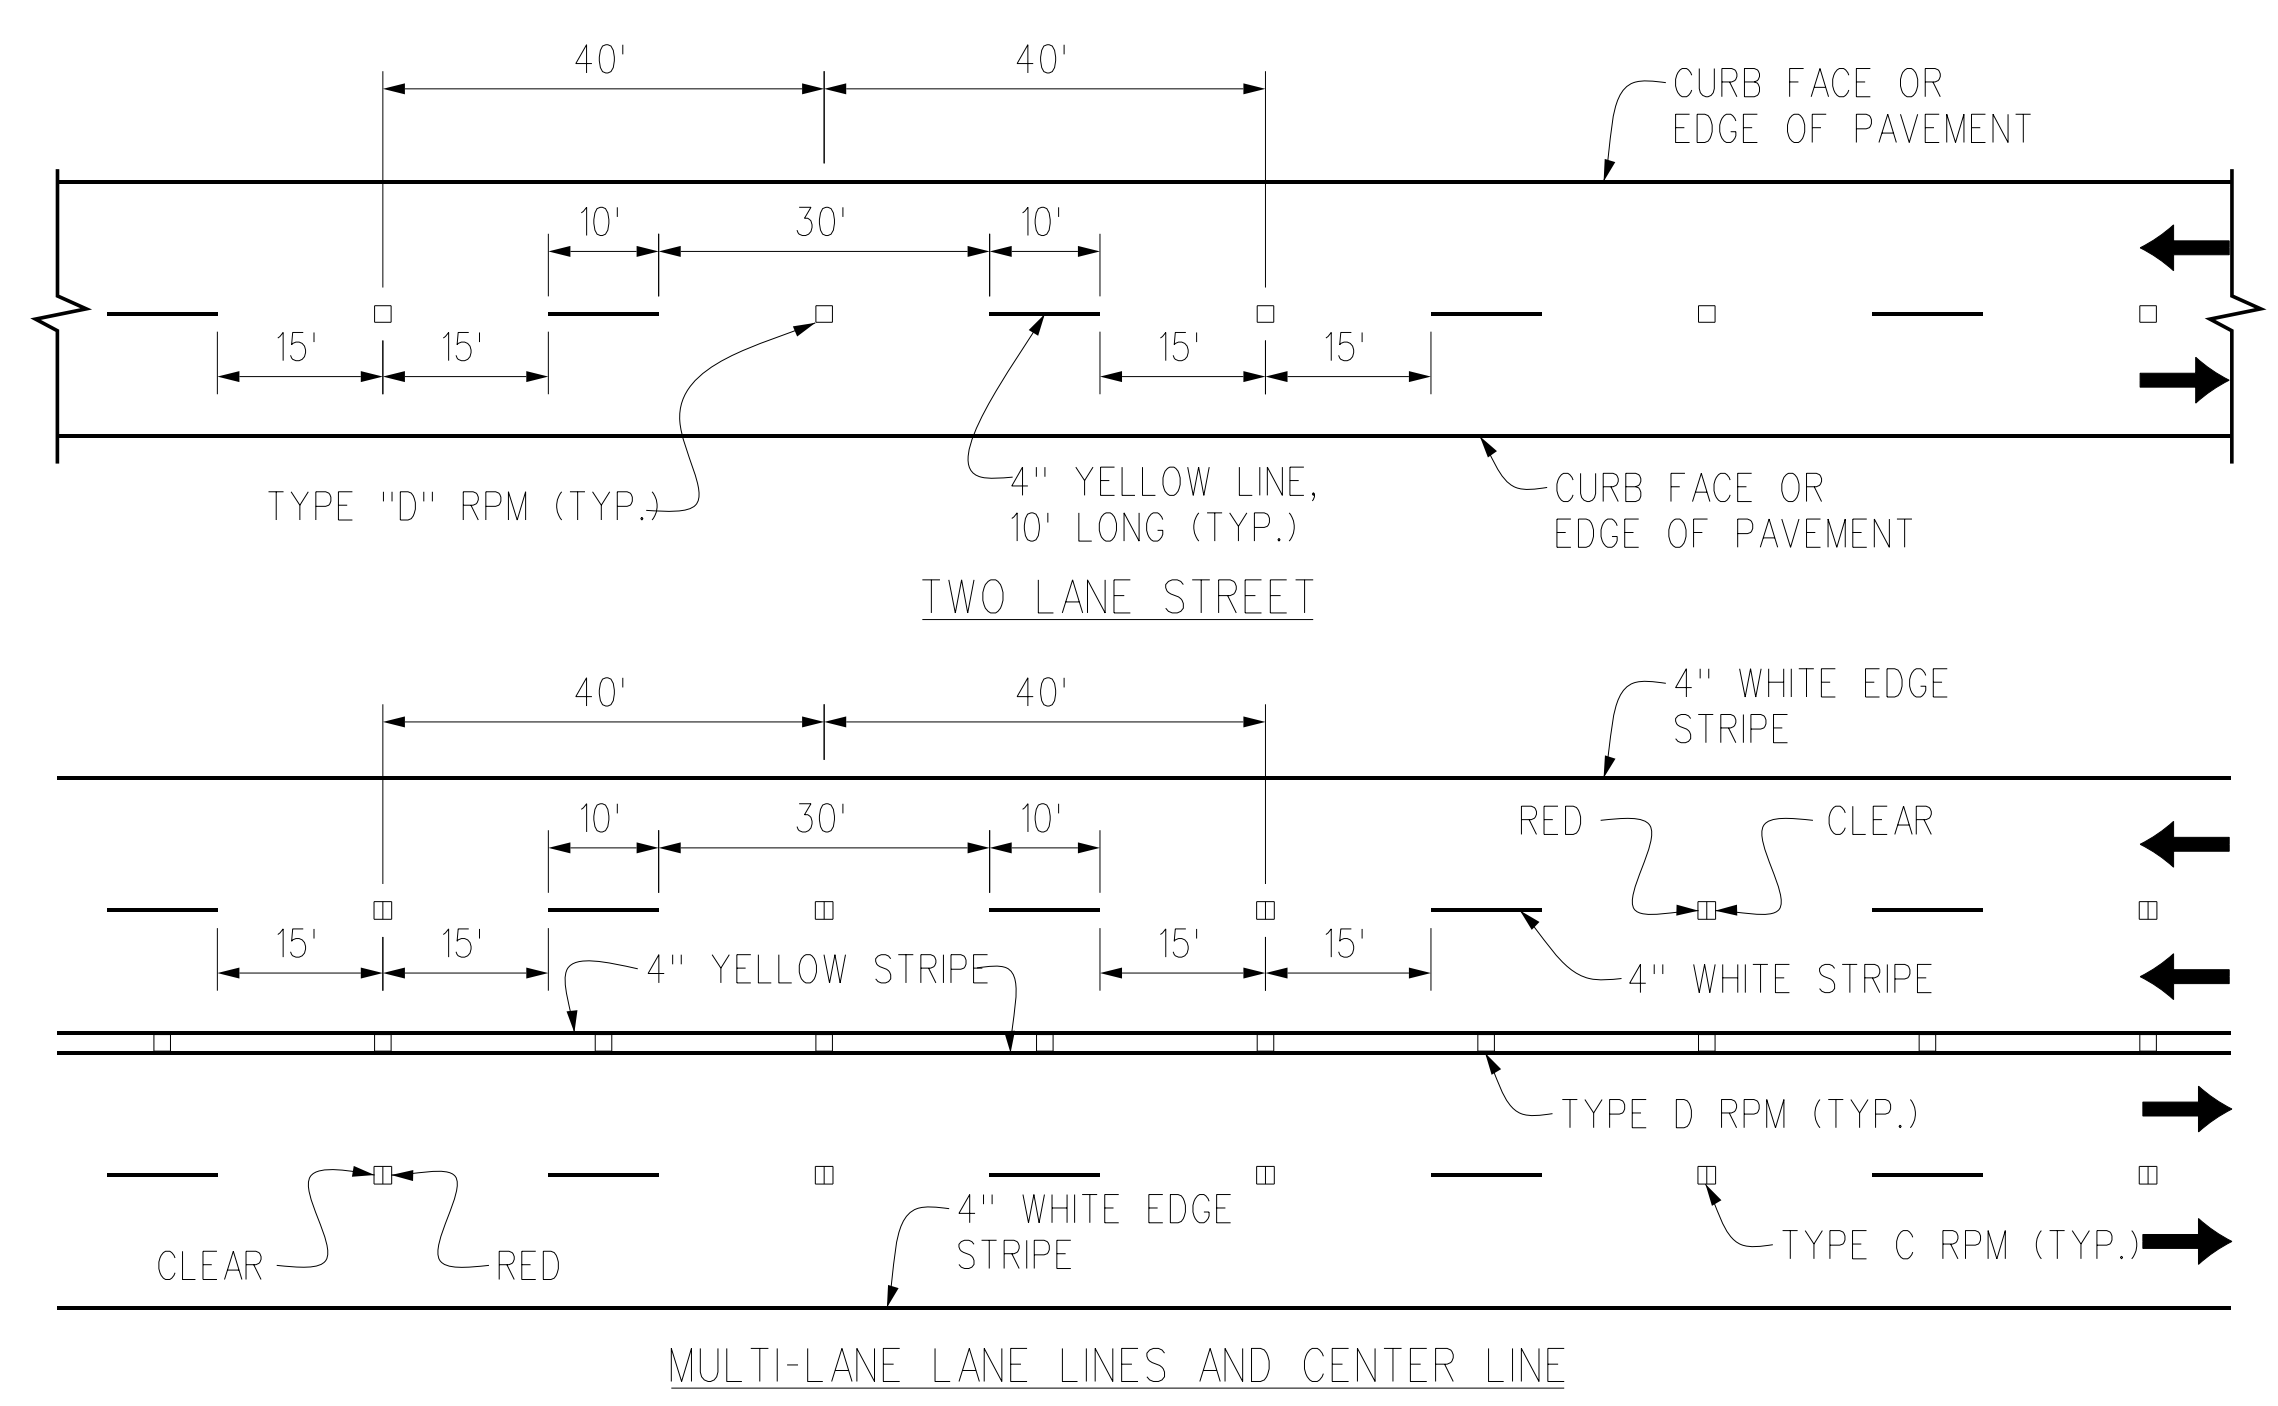 40'
40'
CURB FACE OR
EDGE OF PAVEMENT
10'
30'
10'
15'
15'
15'
15'
TYPE "D" RPM (TYP.)
4" YELLOW LINE,
10' LONG (TYP.)
CURB FACE OR
EDGE OF PAVEMENT
TWO LANE STREET
40'
40'
4" WHITE EDGE
STRIPE
10'
30'
10'
RED
CLEAR
15'
15'
15'
15'
4" YELLOW STRIPE
4" WHITE STRIPE
TYPE D RPM (TYP.)
CLEAR
RED
4" WHITE EDGE
STRIPE
TYPE C RPM (TYP.)
MULTI-LANE LANE LINES AND CENTER LINE